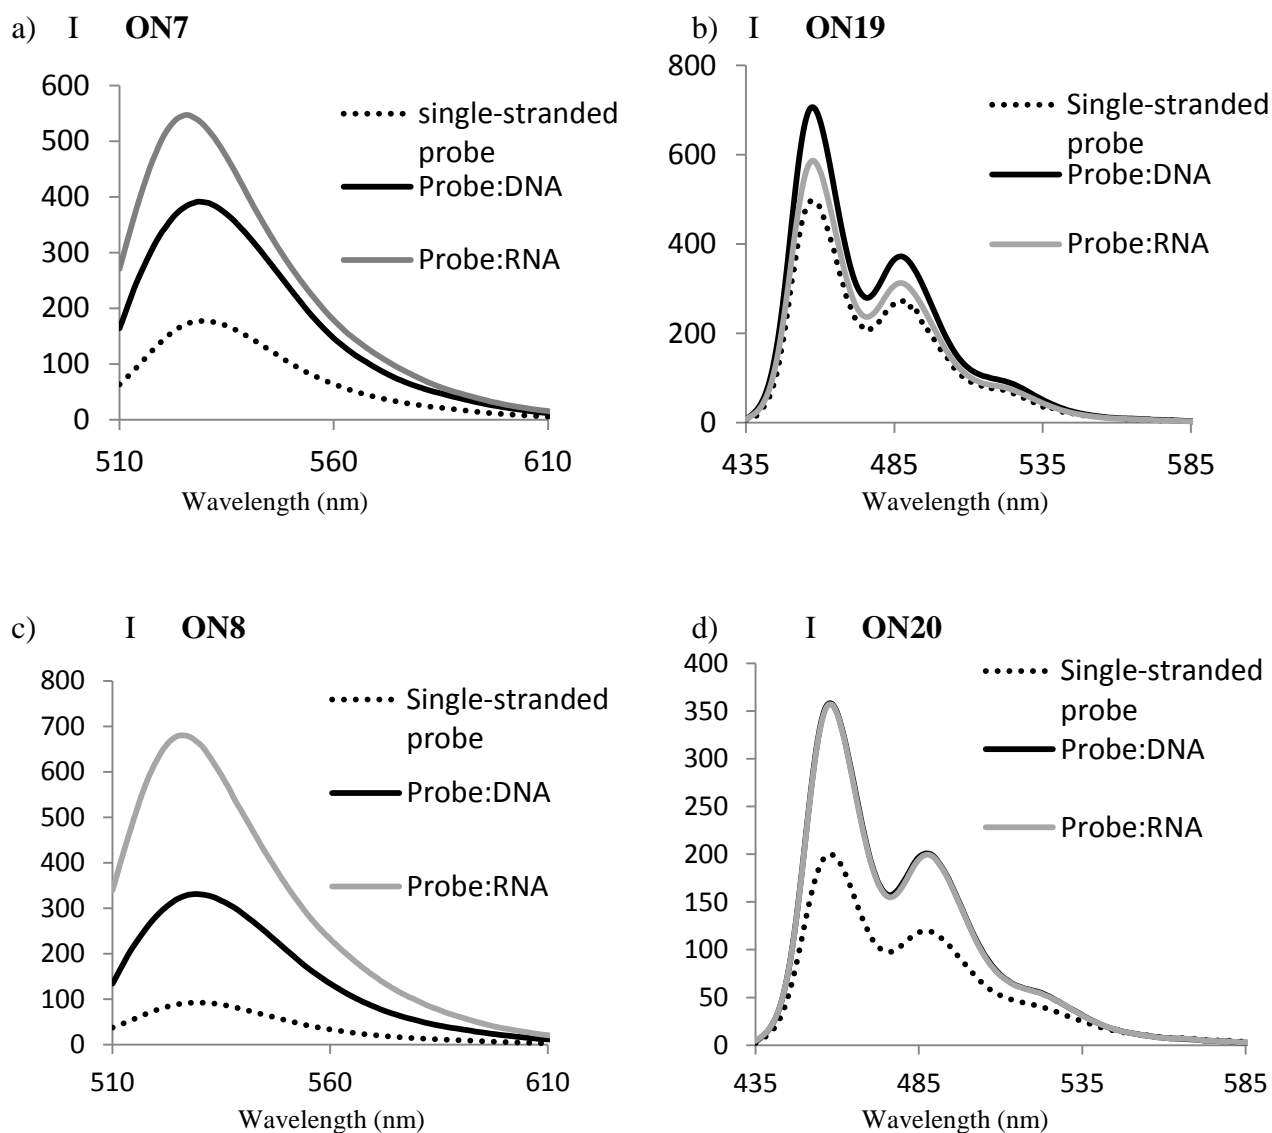 a) I ON7
600
500
400
300
200
100
0
510 560 610
Wavelength (nm)
single-stranded
probe
Probe:DNA
Probe:RNA
b) I ON19
800
600
400
200
0
435 485 535 585
Wavelength (nm)
Single-stranded
probe
Probe:DNA
Probe:RNA
c) I ON8
800
700
600
500
400
300
200
100
0
510 560 610
Wavelength (nm)
Single-stranded
probe
Probe:DNA
Probe:RNA
d) I ON20
400
350
300
250
200
150
100
50
0
435 485 535 585
Wavelength (nm)
Single-stranded
probe
Probe:DNA
Probe:RNA